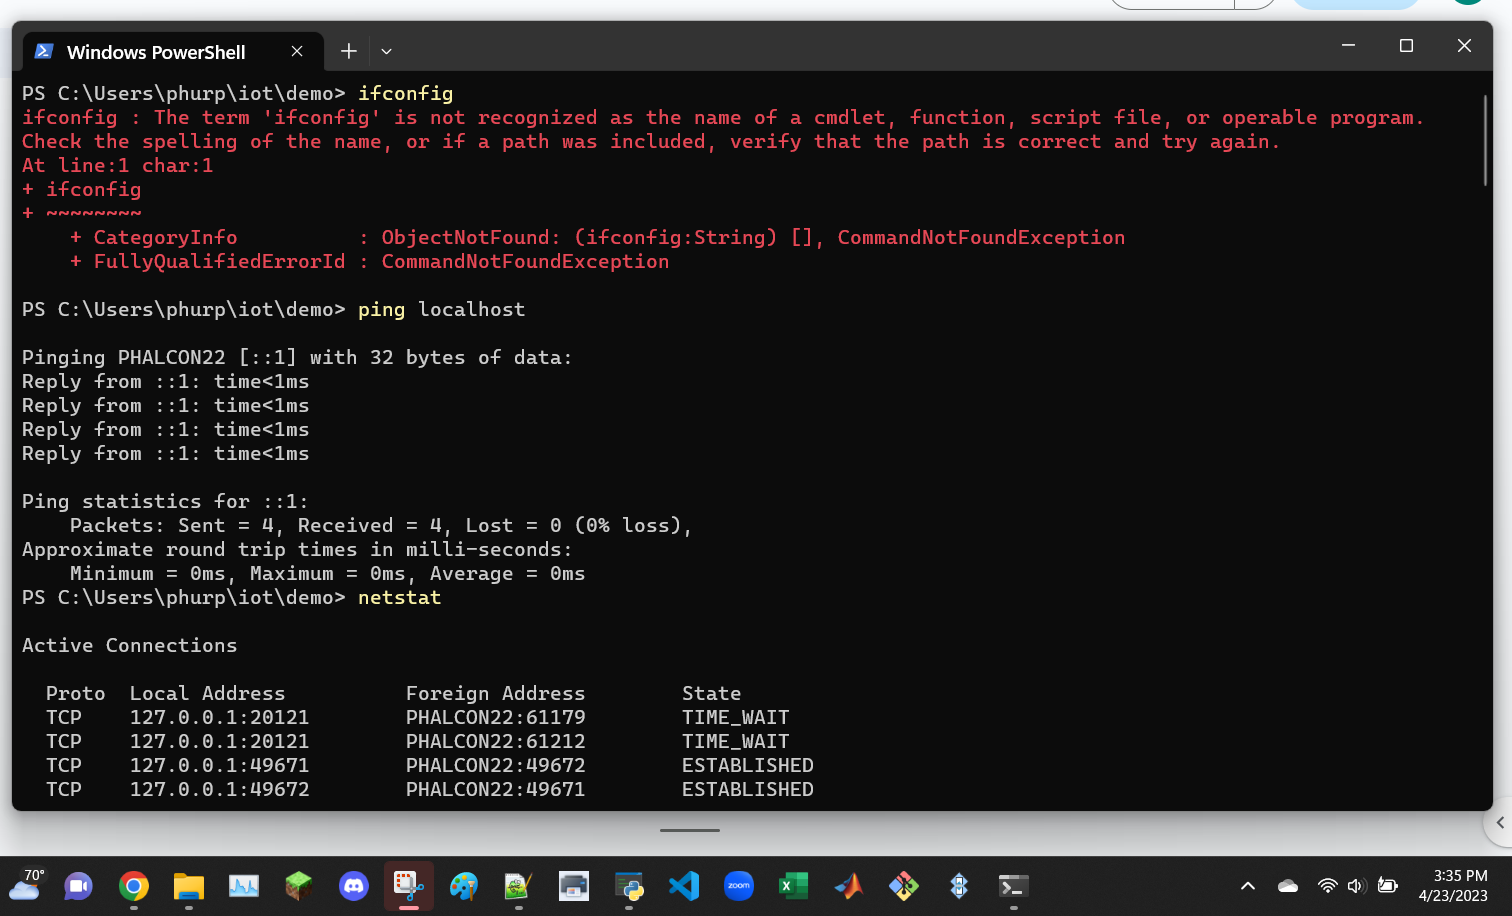 Windows PowerShell
PS C:\Users\phurp\iot\demo> ifconfig
ifconfig : The term 'ifconfig' is not recognized as the name of a cmdlet, function, script file, or operable program.
Check the spelling of the name, or if a path was included, verify that the path is correct and try again.
At line:1 char:1
+ ifconfig
+ ~~~~~~~~
    + CategoryInfo          : ObjectNotFound: (ifconfig:String) [], CommandNotFoundException
    + FullyQualifiedErrorId : CommandNotFoundException
PS C:\Users\phurp\iot\demo> ping localhost
Pinging PHALCON22 [::1] with 32 bytes of data:
Reply from ::1: time<1ms
Reply from ::1: time<1ms
Reply from ::1: time<1ms
Reply from ::1: time<1ms
Ping statistics for ::1:
    Packets: Sent = 4, Received = 4, Lost = 0 (0% loss),
Approximate round trip times in milli-seconds:
    Minimum = 0ms, Maximum = 0ms, Average = 0ms
PS C:\Users\phurp\iot\demo> netstat
Active Connections
  Proto  Local Address          Foreign Address        State
  TCP    127.0.0.1:20121        PHALCON22:61179        TIME_WAIT
  TCP    127.0.0.1:20121        PHALCON22:61212        TIME_WAIT
  TCP    127.0.0.1:49671        PHALCON22:49672        ESTABLISHED
  TCP    127.0.0.1:49672        PHALCON22:49671        ESTABLISHED
70°
zoom
3:35 PM
4/23/2023